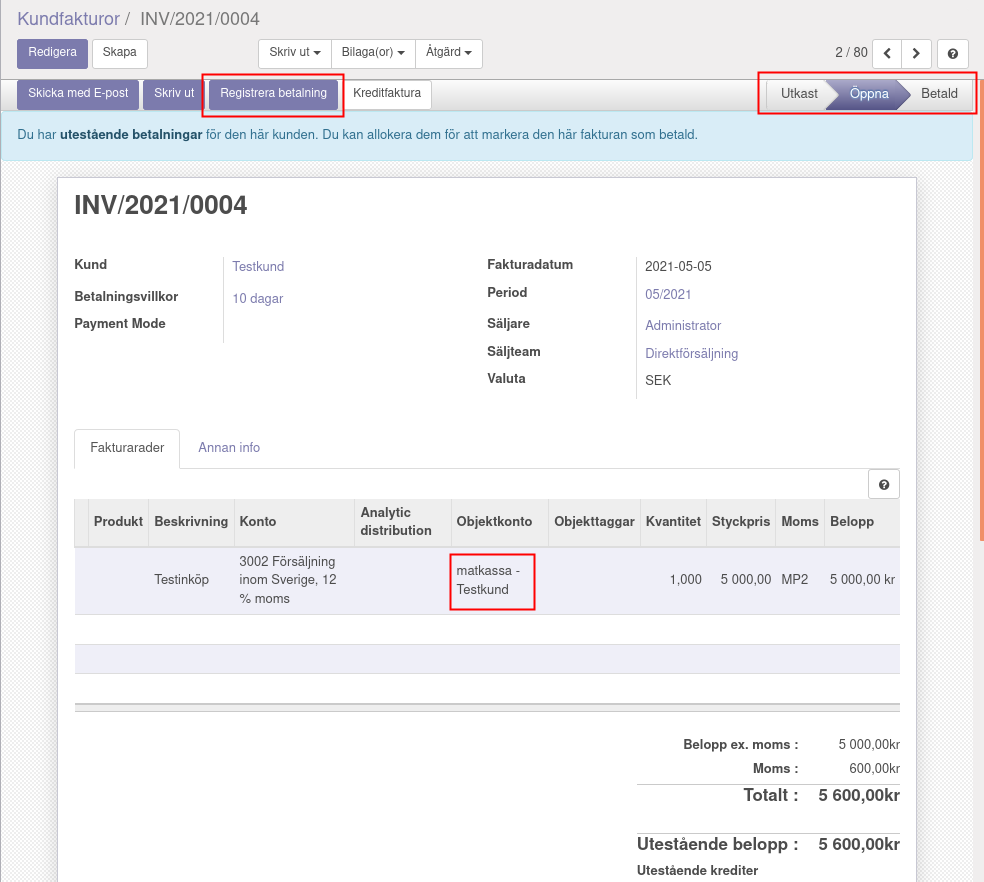 Kundfakturor / INV/2021/0004
Redigera Skapa Skriv ut Bilaga(or) Åtgärd 2 / 80
Skicka med E-post Skriv ut Registrera betalning Kreditfaktura Utkast Öppna Betald
Du har utestående betalningar för den här kunden. Du kan allokera dem för att markera den här fakturan som betald.
INV/2021/0004
Kund Testkund
Betalningsvillkor 10 dagar
Payment Mode
Fakturadatum 2021-05-05
Period 05/2021
Säljare Administrator
Säljteam Direktförsäljning
Valuta SEK
Fakturarader Annan info
Produkt Beskrivning Konto Analytic distribution Objektkonto Objekttaggar Kvantitet Styckpris Moms Belopp
Testinköp 3002 Försäljning inom Sverige, 12 % moms matkassa - Testkund 1,000 5 000,00 MP2 5 000,00 kr
Belopp ex. moms : 5 000,00kr
Moms : 600,00kr
Totalt : 5 600,00kr
Utestående belopp : 5 600,00kr
Utestående krediter